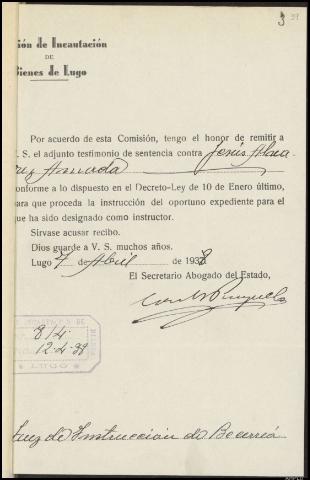 3 39
ión de Incautación
DE
Bienes de Lugo
Por acuerdo de esta Comisión, tengo el honor de remitir a
. S. el adjunto testimonio de sentencia contra Jesús
conforme a lo dispuesto en el Decreto-Ley de 10 de Enero último,
para que proceda la instrucción del oportuno expediente para el
que ha sido designado como instructor.
Sírvase acusar recibo.
Dios guarde a V. S. muchos años.
Lugo 7 de Abril de 1938
El Secretario Abogado del Estado,
8/4
12-4-38
LUGO
Juez de Instrucción de Becerreá